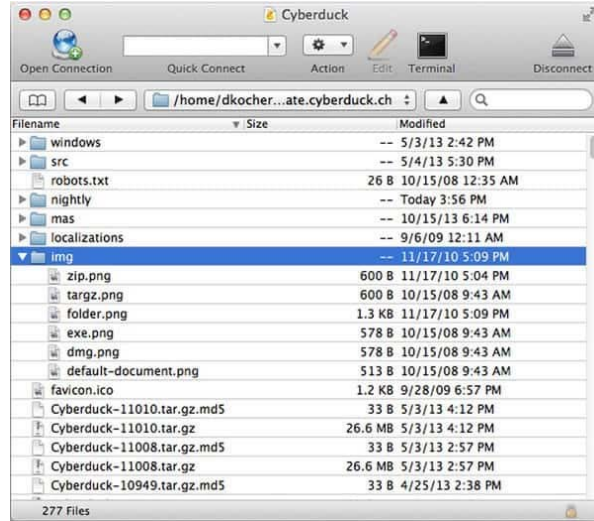 Cyberduck
Open Connection Quick Connect Action Edit Terminal Disconnect
/home/dkocher...ate.cyberduck.ch
Filename Size Modified
windows -- 5/3/13 2:42 PM
src -- 5/4/13 5:30 PM
robots.txt 26 B 10/15/08 12:35 AM
nightly -- Today 3:56 PM
mas -- 10/15/13 6:14 PM
localizations -- 9/6/09 12:11 AM
img -- 11/17/10 5:09 PM
zip.png 600 B 11/17/10 5:04 PM
targz.png 600 B 10/15/08 9:43 AM
folder.png 1.3 KB 11/17/10 5:09 PM
exe.png 578 B 10/15/08 9:43 AM
dmg.png 578 B 10/15/08 9:43 AM
default-document.png 513 B 10/15/08 9:43 AM
favicon.ico 1.2 KB 9/28/09 6:57 PM
Cyberduck-11010.tar.gz.md5 33 B 5/3/13 4:12 PM
Cyberduck-11010.tar.gz 26.6 MB 5/3/13 4:12 PM
Cyberduck-11008.tar.gz.md5 33 B 5/3/13 2:57 PM
Cyberduck-11008.tar.gz 26.6 MB 5/3/13 2:57 PM
Cyberduck-10949.tar.gz.md5 33 B 4/25/13 2:38 PM
277 Files